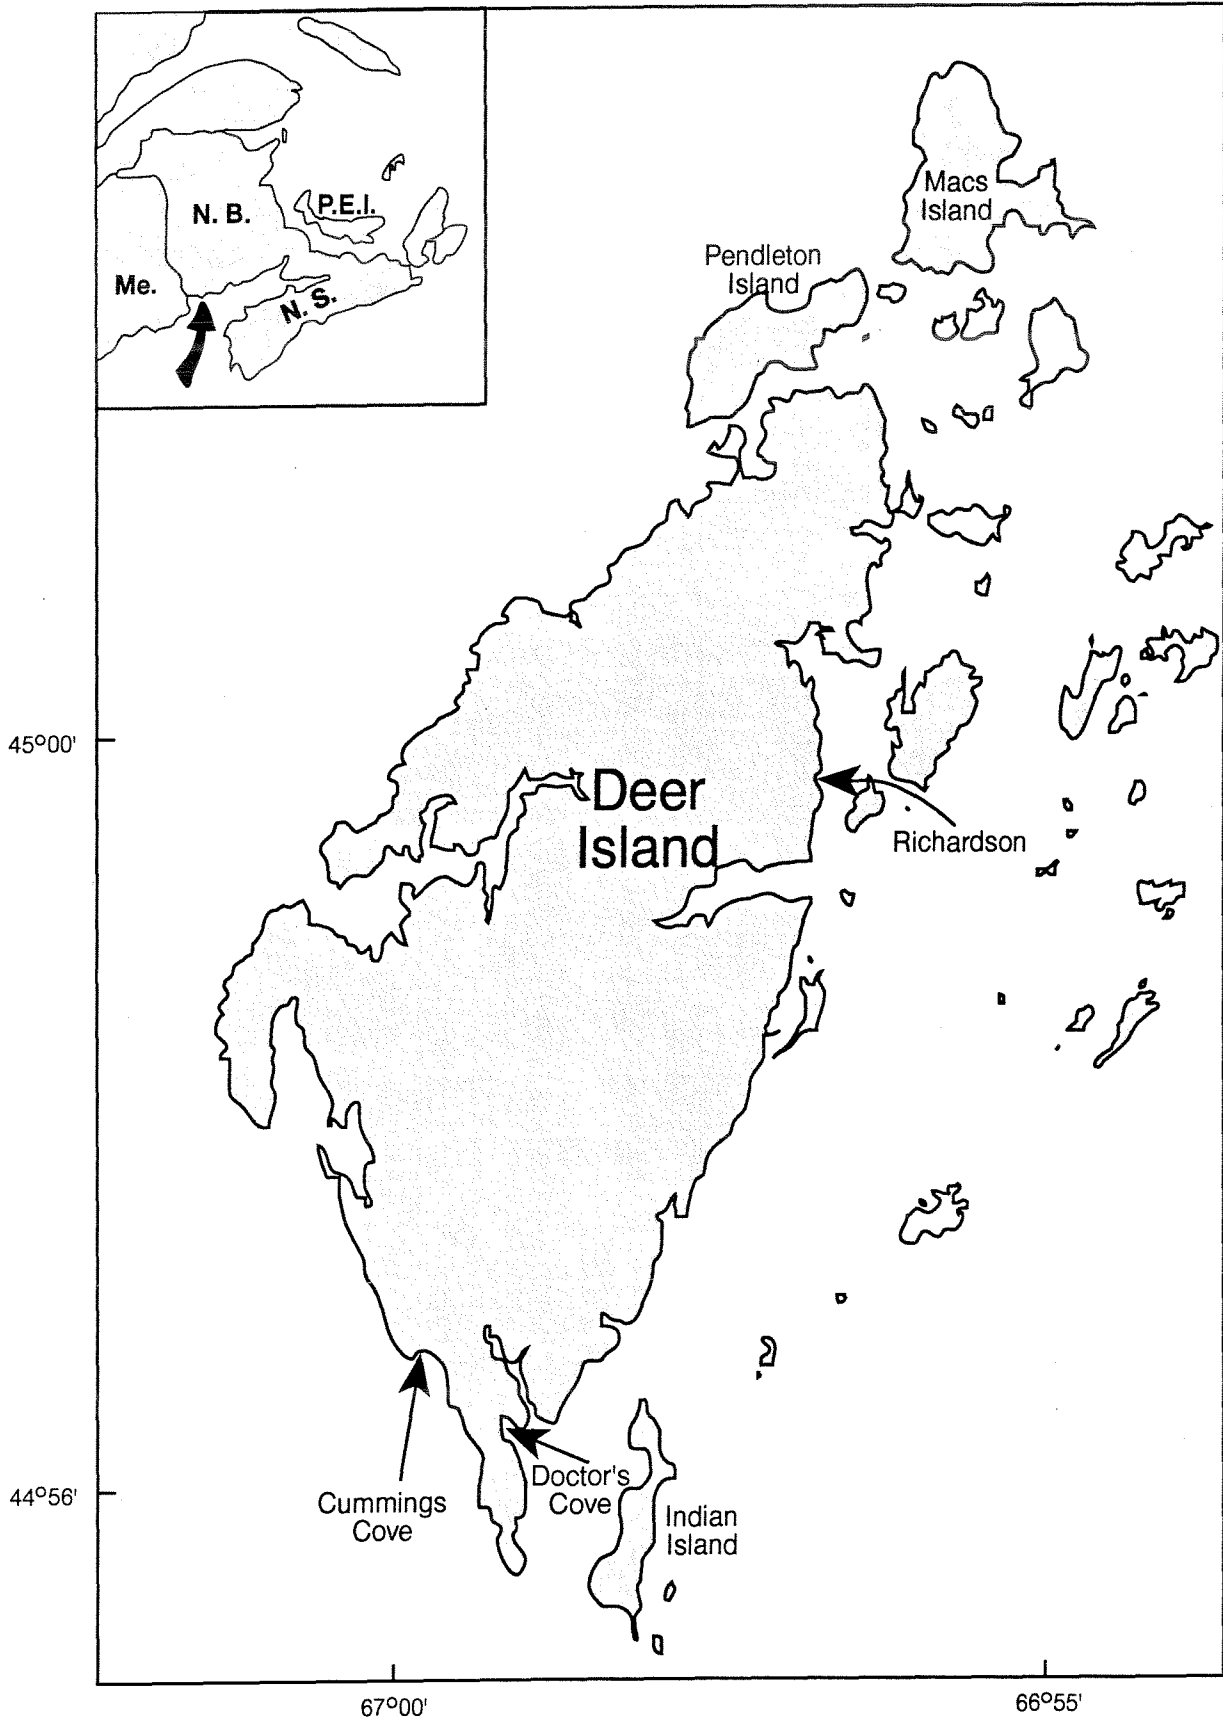 N. B.
P.E.I.
Me.
N. S.
Macs
Island
Pendleton
Island
45°00'
Deer
Island
Richardson
44°56'
Cummings
Cove
Doctor's
Cove
Indian
Island
67°00'
66°55'